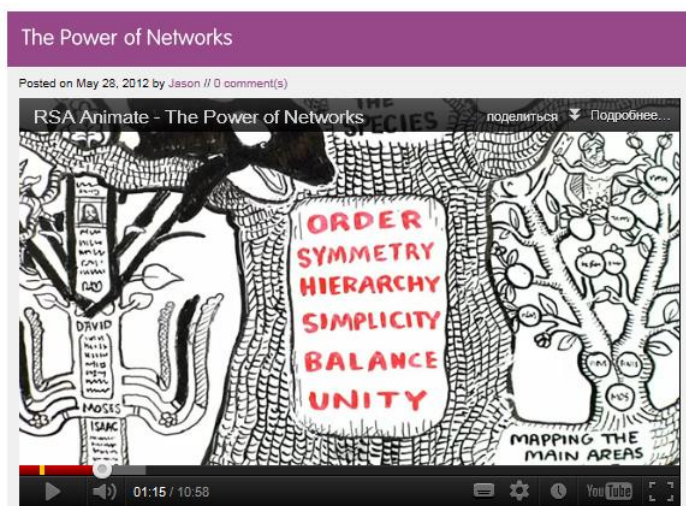 The Power of Networks
Posted on May 28, 2012 by Jason // 0 comment(s)
RSA Animate - The Power of Networks
поделиться Подробнее...
THE
SPECIES
ORDER
SYMMETRY
HIERARCHY
SIMPLICITY
BALANCE
UNITY
DAVID
MOSES
ISAAC
MAPPING THE
MAIN AREAS
01:15 / 10:58
YouTube